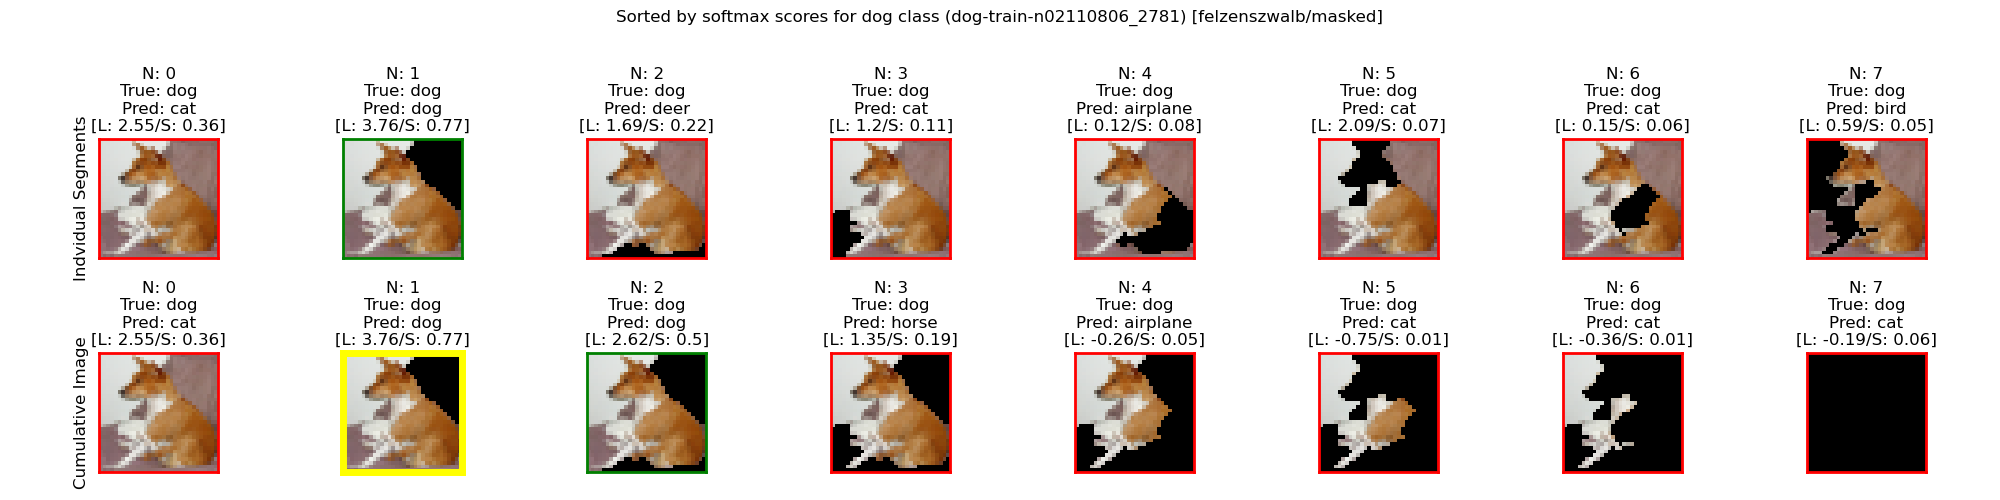 Sorted by softmax scores for dog class (dog-train-n02110806_2781) [felzenszwalb/masked]
Indvidual Segments
N: 0
True: dog
Pred: cat
[L: 2.55/S: 0.36]
N: 1
True: dog
Pred: dog
[L: 3.76/S: 0.77]
N: 2
True: dog
Pred: deer
[L: 1.69/S: 0.22]
N: 3
True: dog
Pred: cat
[L: 1.2/S: 0.11]
N: 4
True: dog
Pred: airplane
[L: 0.12/S: 0.08]
N: 5
True: dog
Pred: cat
[L: 2.09/S: 0.07]
N: 6
True: dog
Pred: cat
[L: 0.15/S: 0.06]
N: 7
True: dog
Pred: bird
[L: 0.59/S: 0.05]
Cumulative Image
N: 0
True: dog
Pred: cat
[L: 2.55/S: 0.36]
N: 1
True: dog
Pred: dog
[L: 3.76/S: 0.77]
N: 2
True: dog
Pred: dog
[L: 2.62/S: 0.5]
N: 3
True: dog
Pred: horse
[L: 1.35/S: 0.19]
N: 4
True: dog
Pred: airplane
[L: -0.26/S: 0.05]
N: 5
True: dog
Pred: cat
[L: -0.75/S: 0.01]
N: 6
True: dog
Pred: cat
[L: -0.36/S: 0.01]
N: 7
True: dog
Pred: cat
[L: -0.19/S: 0.06]